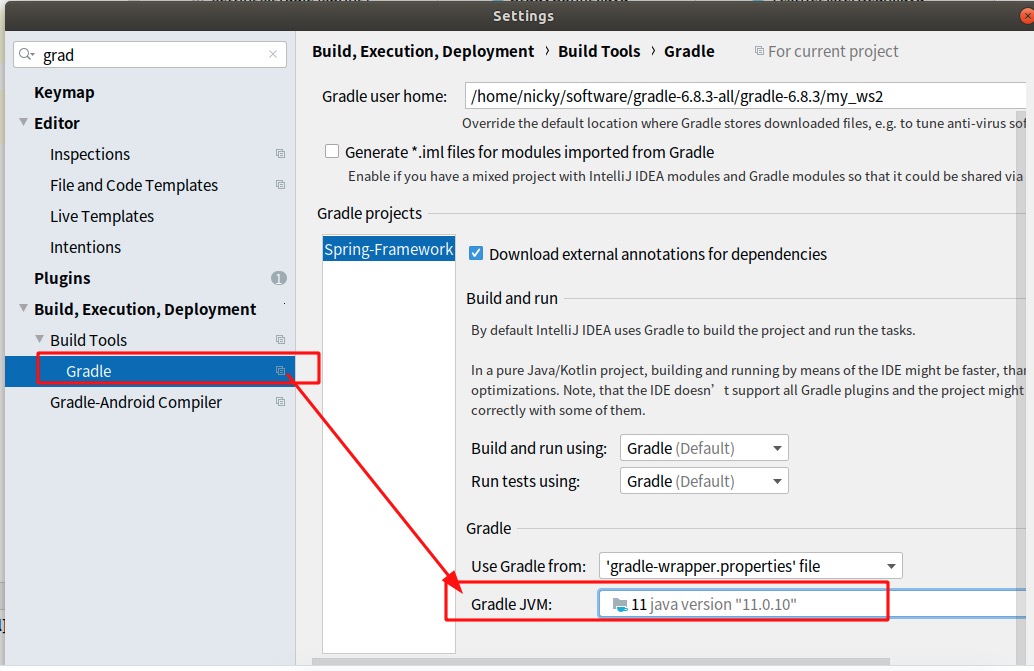 Settings
grad
Keymap
Editor
Inspections
File and Code Templates
Live Templates
Intentions
Plugins
1
Build, Execution, Deployment
Build Tools
Gradle
Gradle-Android Compiler
Build, Execution, Deployment › Build Tools › Gradle
For current project
Gradle user home: /home/nicky/software/gradle-6.8.3-all/gradle-6.8.3/my_ws2
Override the default location where Gradle stores downloaded files, e.g. to tune anti-virus
Generate *.iml files for modules imported from Gradle
Enable if you have a mixed project with IntelliJ IDEA modules and Gradle modules so that it could be shared via
Gradle projects
Spring-Framework
Download external annotations for dependencies
Build and run
By default IntelliJ IDEA uses Gradle to build the project and run the tasks.
In a pure Java/Kotlin project, building and running by means of the IDE might be faster,
optimizations. Note, that the IDE doesn't support all Gradle plugins and the project might
correctly with some of them.
Build and run using: Gradle (Default)
Run tests using: Gradle (Default)
Gradle
Use Gradle from: 'gradle-wrapper.properties' file
Gradle JVM: 11 java version "11.0.10"